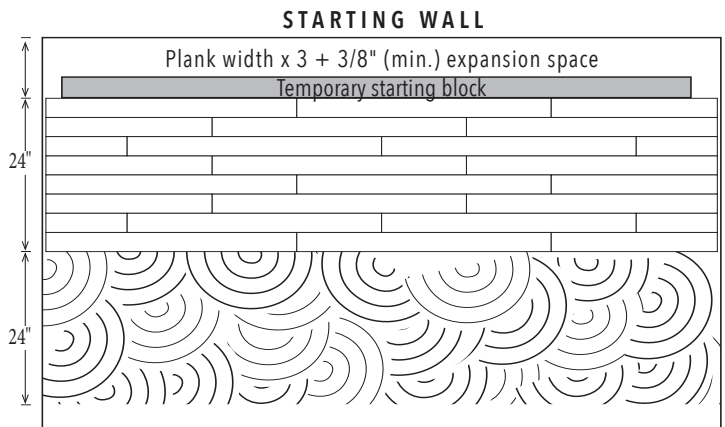 STARTING WALL
Plank width x 3 + 3/8" (min.) expansion space
Temporary starting block
24"
24"